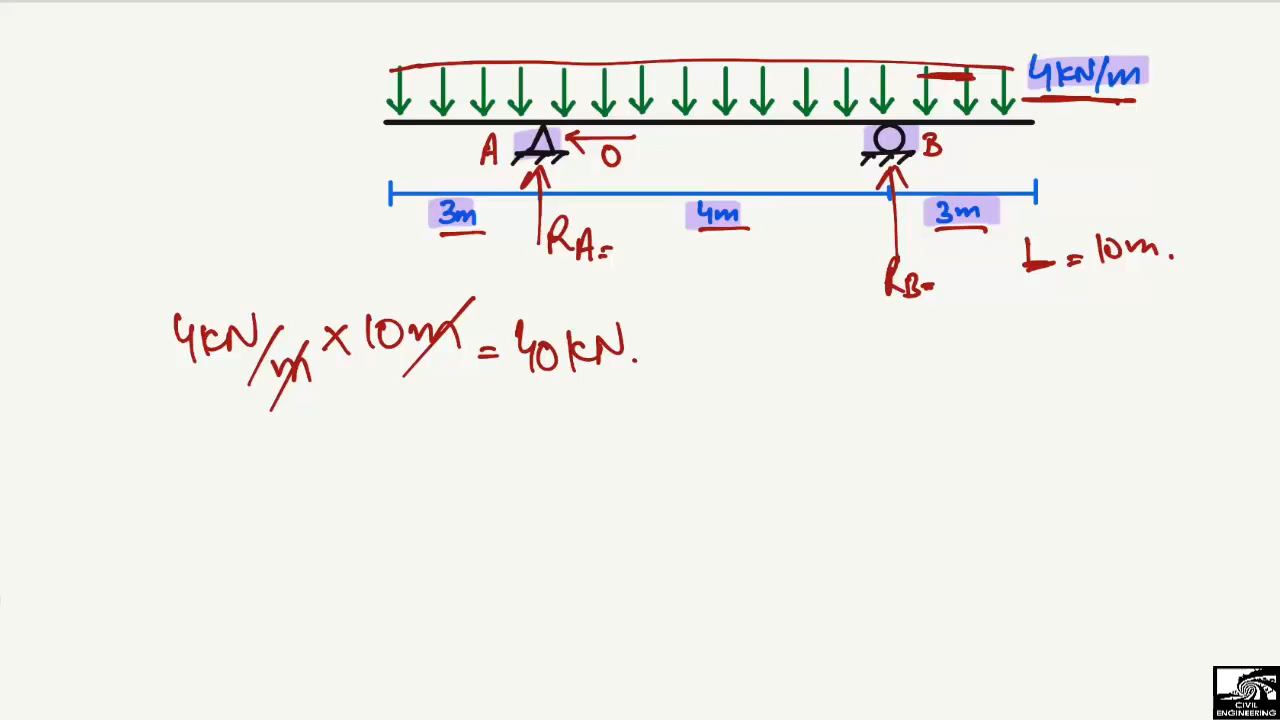 4kN/m
A
0
B
3m
4m
3m
RA=
RB=
L = 10m.
4kN/m × 10m = 40kN.
CIVIL
ENGINEERING